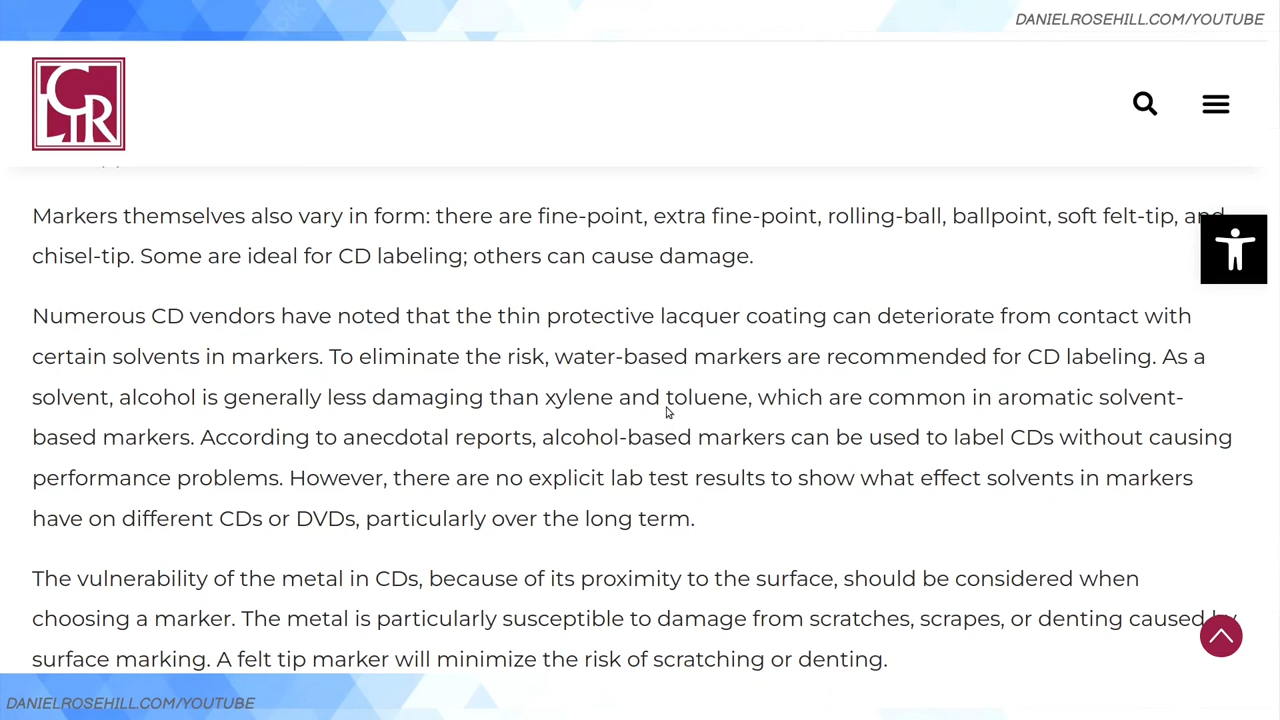 DANIELROSEHILL.COM/YOUTUBE
CLIR
Markers themselves also vary in form: there are fine-point, extra fine-point, rolling-ball, ballpoint, soft felt-tip, and
chisel-tip. Some are ideal for CD labeling; others can cause damage.
Numerous CD vendors have noted that the thin protective lacquer coating can deteriorate from contact with
certain solvents in markers. To eliminate the risk, water-based markers are recommended for CD labeling. As a
solvent, alcohol is generally less damaging than xylene and toluene, which are common in aromatic solvent-
based markers. According to anecdotal reports, alcohol-based markers can be used to label CDs without causing
performance problems. However, there are no explicit lab test results to show what effect solvents in markers
have on different CDs or DVDs, particularly over the long term.
The vulnerability of the metal in CDs, because of its proximity to the surface, should be considered when
choosing a marker. The metal is particularly susceptible to damage from scratches, scrapes, or denting caused by
surface marking. A felt tip marker will minimize the risk of scratching or denting.
DANIELROSEHILL.COM/YOUTUBE